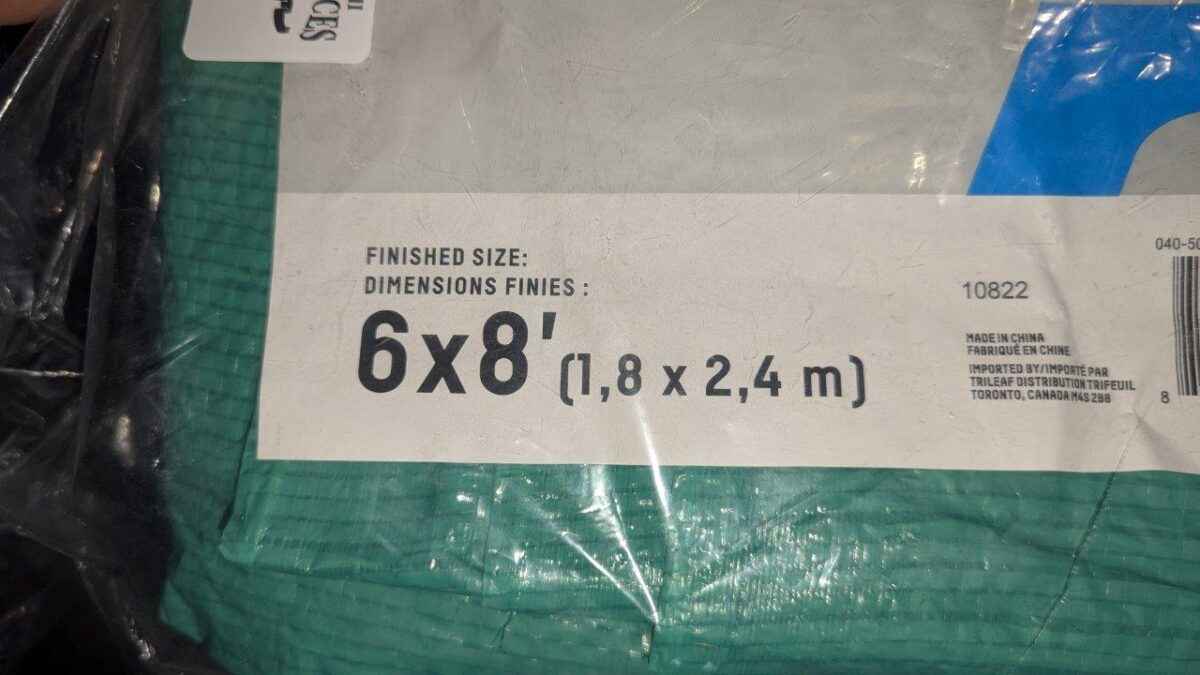 CES
FINISHED SIZE:
DIMENSIONS FINIES :
6x8' (1,8 x 2,4 m)
10822
040-50
MADE IN CHINA
FABRIQUÉ EN CHINE
IMPORTED BY/IMPORTÉ PAR
TRILEAF DISTRIBUTION TRIFEUIL
TORONTO, CANADA M4S 2B8
8